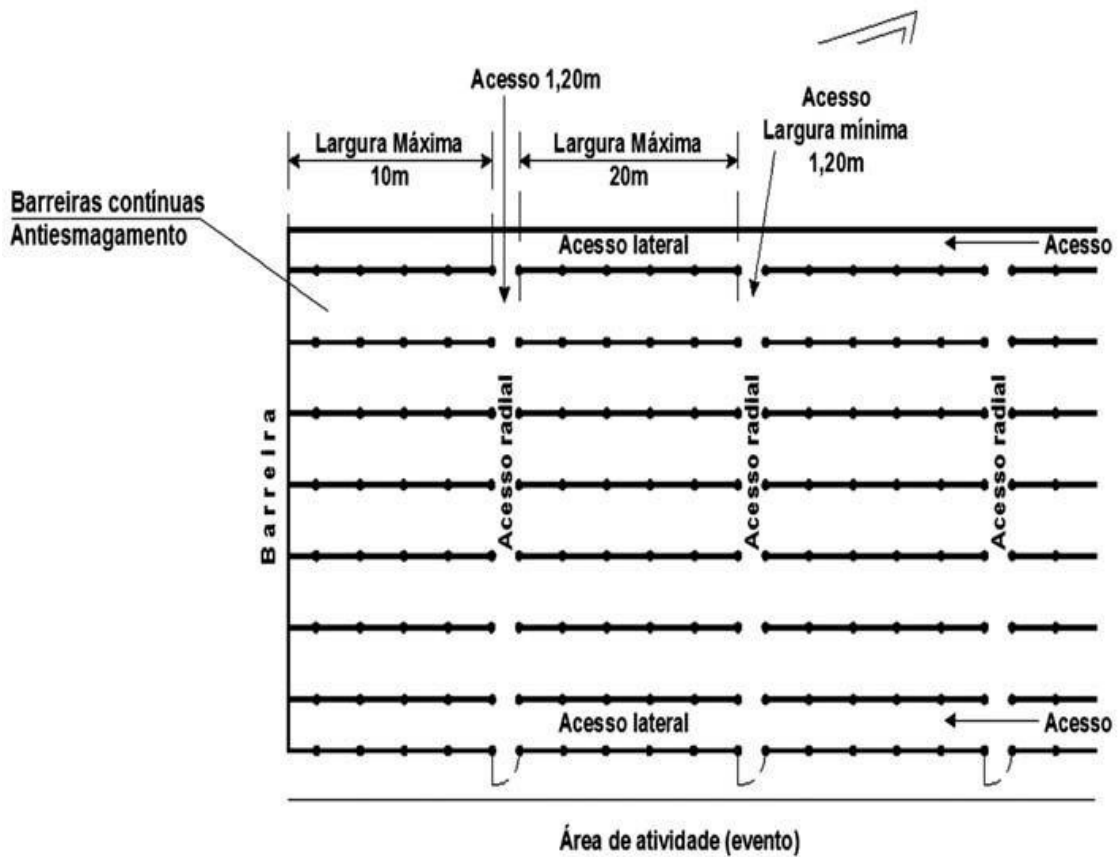 Acesso 1,20m
Acesso
Largura mínima
1,20m
Largura Máxima
10m
Largura Máxima
20m
Barreiras contínuas
Antiesmagamento
Acesso lateral
Acesso
Barreira
Acesso radial
Acesso radial
Acesso radial
Acesso lateral
Acesso
Área de atividade (evento)